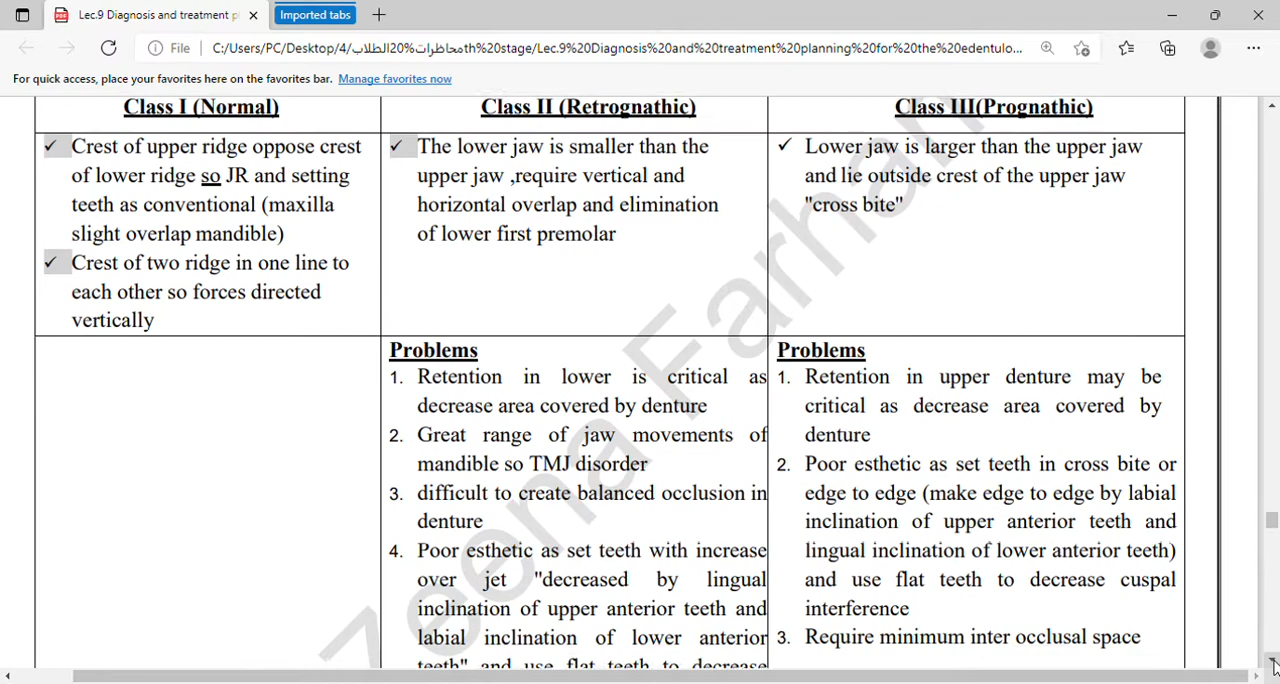 Lec.9 Diagnosis and treatment p
Imported tabs
File
C:/Users/PC/Desktop/4/محاظرات%20الطلابth%20stage/Lec.9%20Diagnosis%20and%20treatment%20planning%20for%20the%20edentulo...
For quick access, place your favorites here on the favorites bar. Manage favorites now
Class I (Normal)
Class II (Retrognathic)
Class III(Prognathic)
✓ Crest of upper ridge oppose crest
of lower ridge so JR and setting
teeth as conventional (maxilla
slight overlap mandible)
✓ Crest of two ridge in one line to
each other so forces directed
vertically
✓ The lower jaw is smaller than the
upper jaw ,require vertical and
horizontal overlap and elimination
of lower first premolar
✓ Lower jaw is larger than the upper jaw
and lie outside crest of the upper jaw
"cross bite"
Problems
1. Retention in lower is critical as
decrease area covered by denture
2. Great range of jaw movements of
mandible so TMJ disorder
3. difficult to create balanced occlusion in
denture
4. Poor esthetic as set teeth with increase
over jet "decreased by lingual
inclination of upper anterior teeth and
labial inclination of lower anterior
teeth" and use flat teeth to decrease
Problems
1. Retention in upper denture may be
critical as decrease area covered by
denture
2. Poor esthetic as set teeth in cross bite or
edge to edge (make edge to edge by labial
inclination of upper anterior teeth and
lingual inclination of lower anterior teeth)
and use flat teeth to decrease cuspal
interference
3. Require minimum inter occlusal space
Zeena Farhan